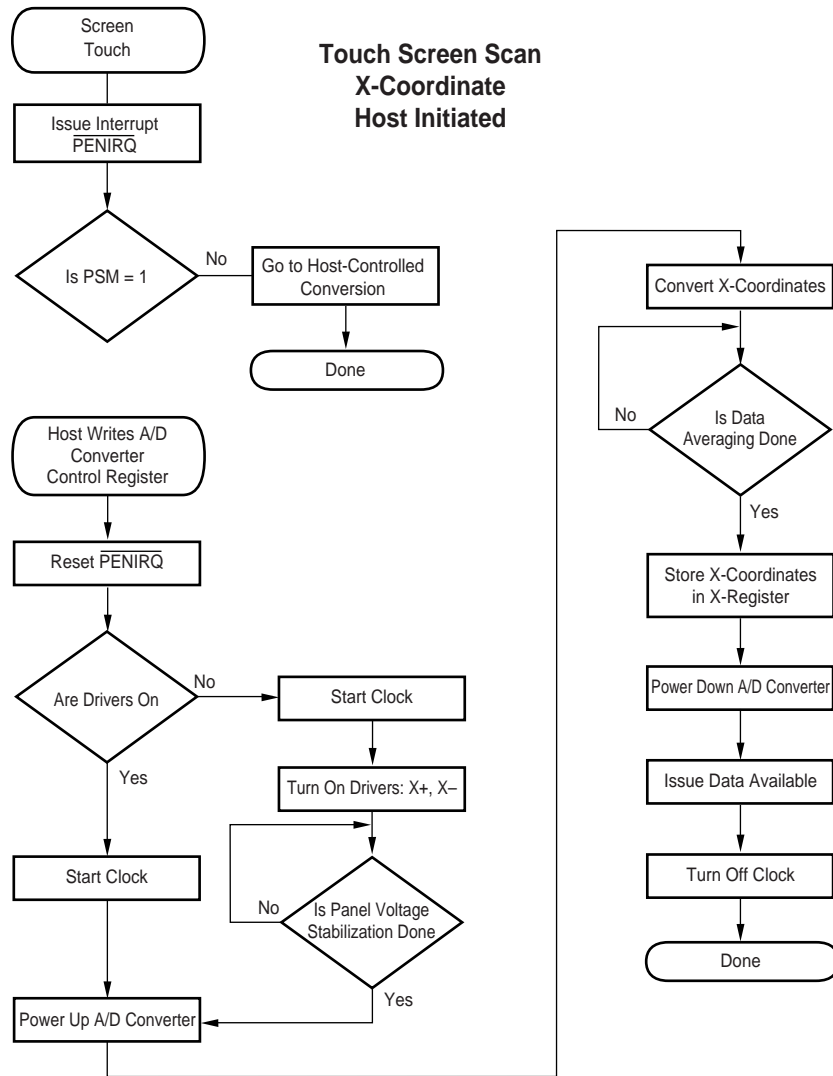 Touch Screen Scan
X-Coordinate
Host Initiated
Screen
Touch
Issue Interrupt
PENIRQ
Is PSM = 1
No
Go to Host-Controlled
Conversion
Done
Host Writes A/D
Converter
Control Register
Reset PENIRQ
Are Drivers On
No
Start Clock
Turn On Drivers: X+, X–
Is Panel Voltage
Stabilization Done
No
Yes
Yes
Start Clock
Power Up A/D Converter
Convert X-Coordinates
Is Data
Averaging Done
No
Yes
Store X-Coordinates
in X-Register
Power Down A/D Converter
Issue Data Available
Turn Off Clock
Done